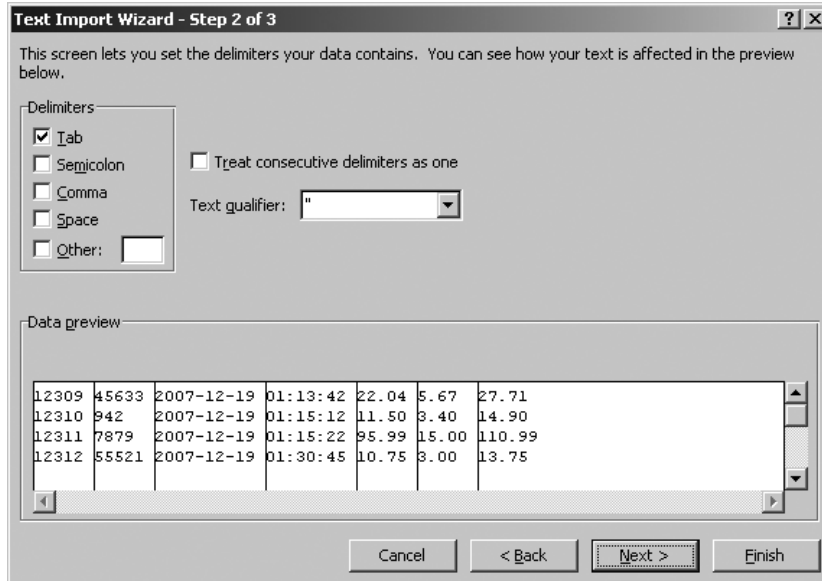 Text Import Wizard - Step 2 of 3
This screen lets you set the delimiters your data contains. You can see how your text is affected in the preview
below.
Delimiters
Tab
Semicolon
Comma
Space
Other:
Treat consecutive delimiters as one
Text qualifier: "
Data preview
12309 45633 2007-12-19 01:13:42 22.04 5.67 27.71
12310 942 2007-12-19 01:15:12 11.50 3.40 14.90
12311 7879 2007-12-19 01:15:22 95.99 15.00 110.99
12312 55521 2007-12-19 01:30:45 10.75 3.00 13.75
Cancel < Back Next > Finish